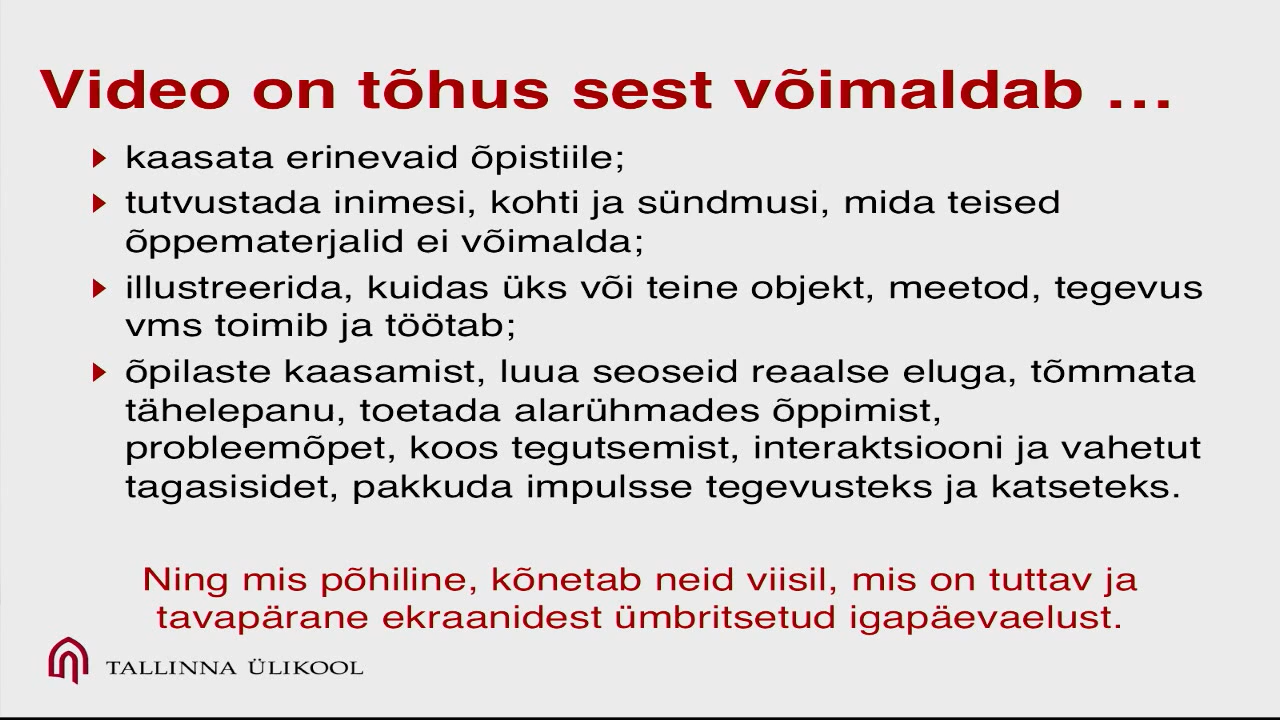 Video on tõhus sest võimaldab ...
kaasata erinevaid õpistiile;
tutvustada inimesi, kohti ja sündmusi, mida teised
õppematerjalid ei võimalda;
illustreerida, kuidas üks või teine objekt, meetod, tegevus
vms toimib ja töötab;
õpilaste kaasamist, luua seoseid reaalse eluga, tõmmata
tähelepanu, toetada alarühmades õppimist,
probleemõpet, koos tegutsemist, interaktsiooni ja vahetut
tagasisidet, pakkuda impulsse tegevusteks ja katseteks.
Ning mis põhiline, kõnetab neid viisil, mis on tuttav ja
tavapärane ekraanidest ümbritsetud igapäevaelust.
TALLINNA ÜLIKOOL